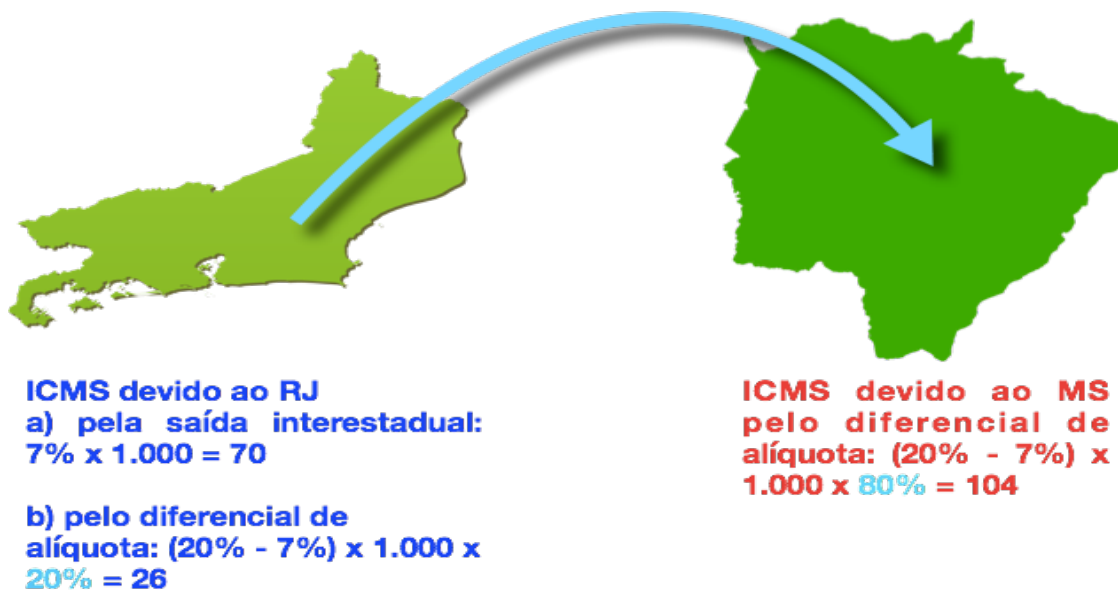 ICMS devido ao RJ
a) pela saída interestadual:
7% x 1.000 = 70
b) pelo diferencial de
alíquota: (20% - 7%) x 1.000 x
20% = 26
ICMS devido ao MS
pelo diferencial de
alíquota: (20% - 7%) x
1.000 x 80% = 104